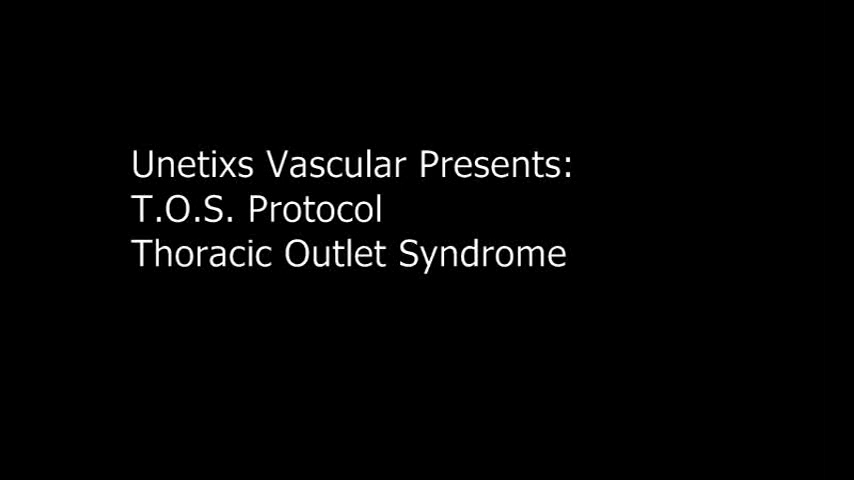 Unetixs Vascular Presents:
T.O.S. Protocol
Thoracic Outlet Syndrome